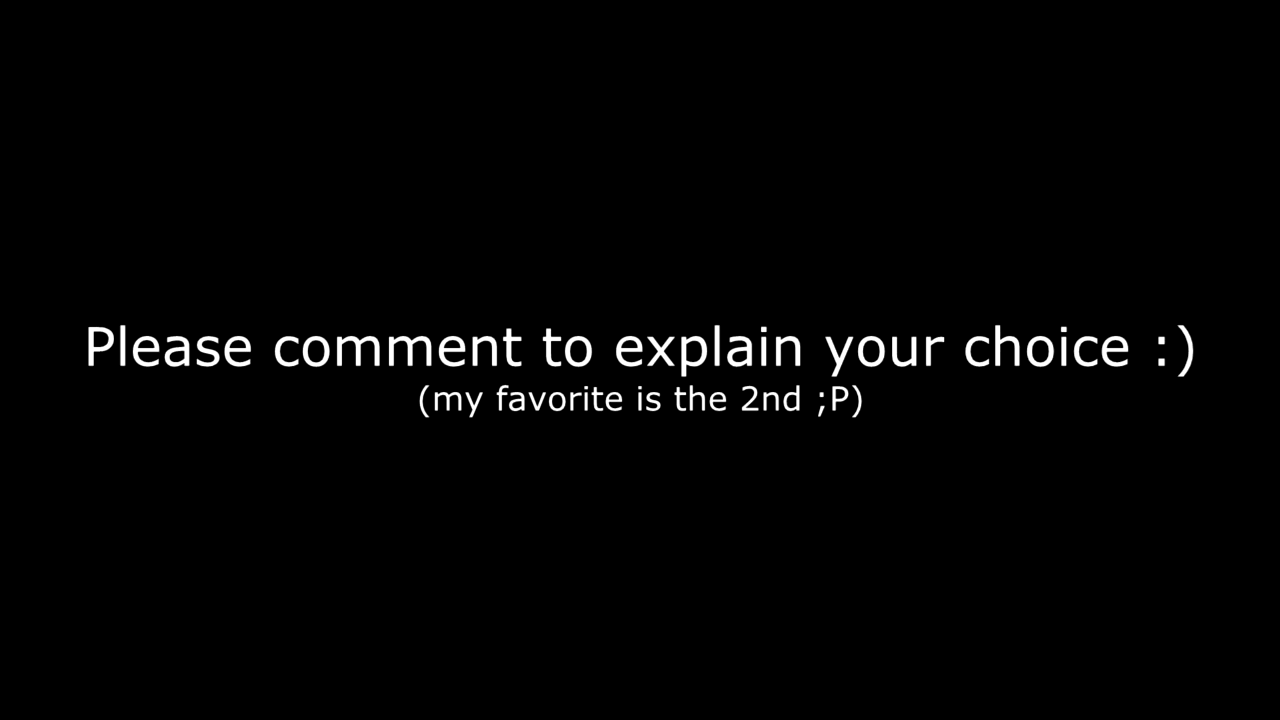 Please comment to explain your choice :)
(my favorite is the 2nd ;P)